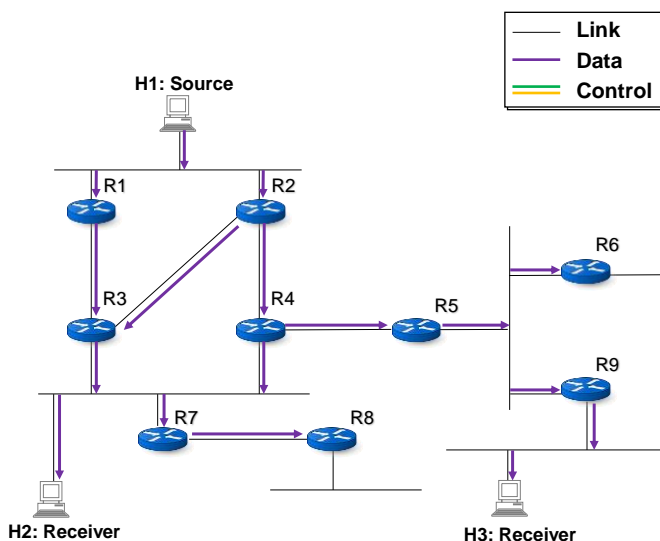 Link
Data
Control
H1: Source
R1
R2
R3
R4
R5
R6
R9
R7
R8
H2: Receiver
H3: Receiver